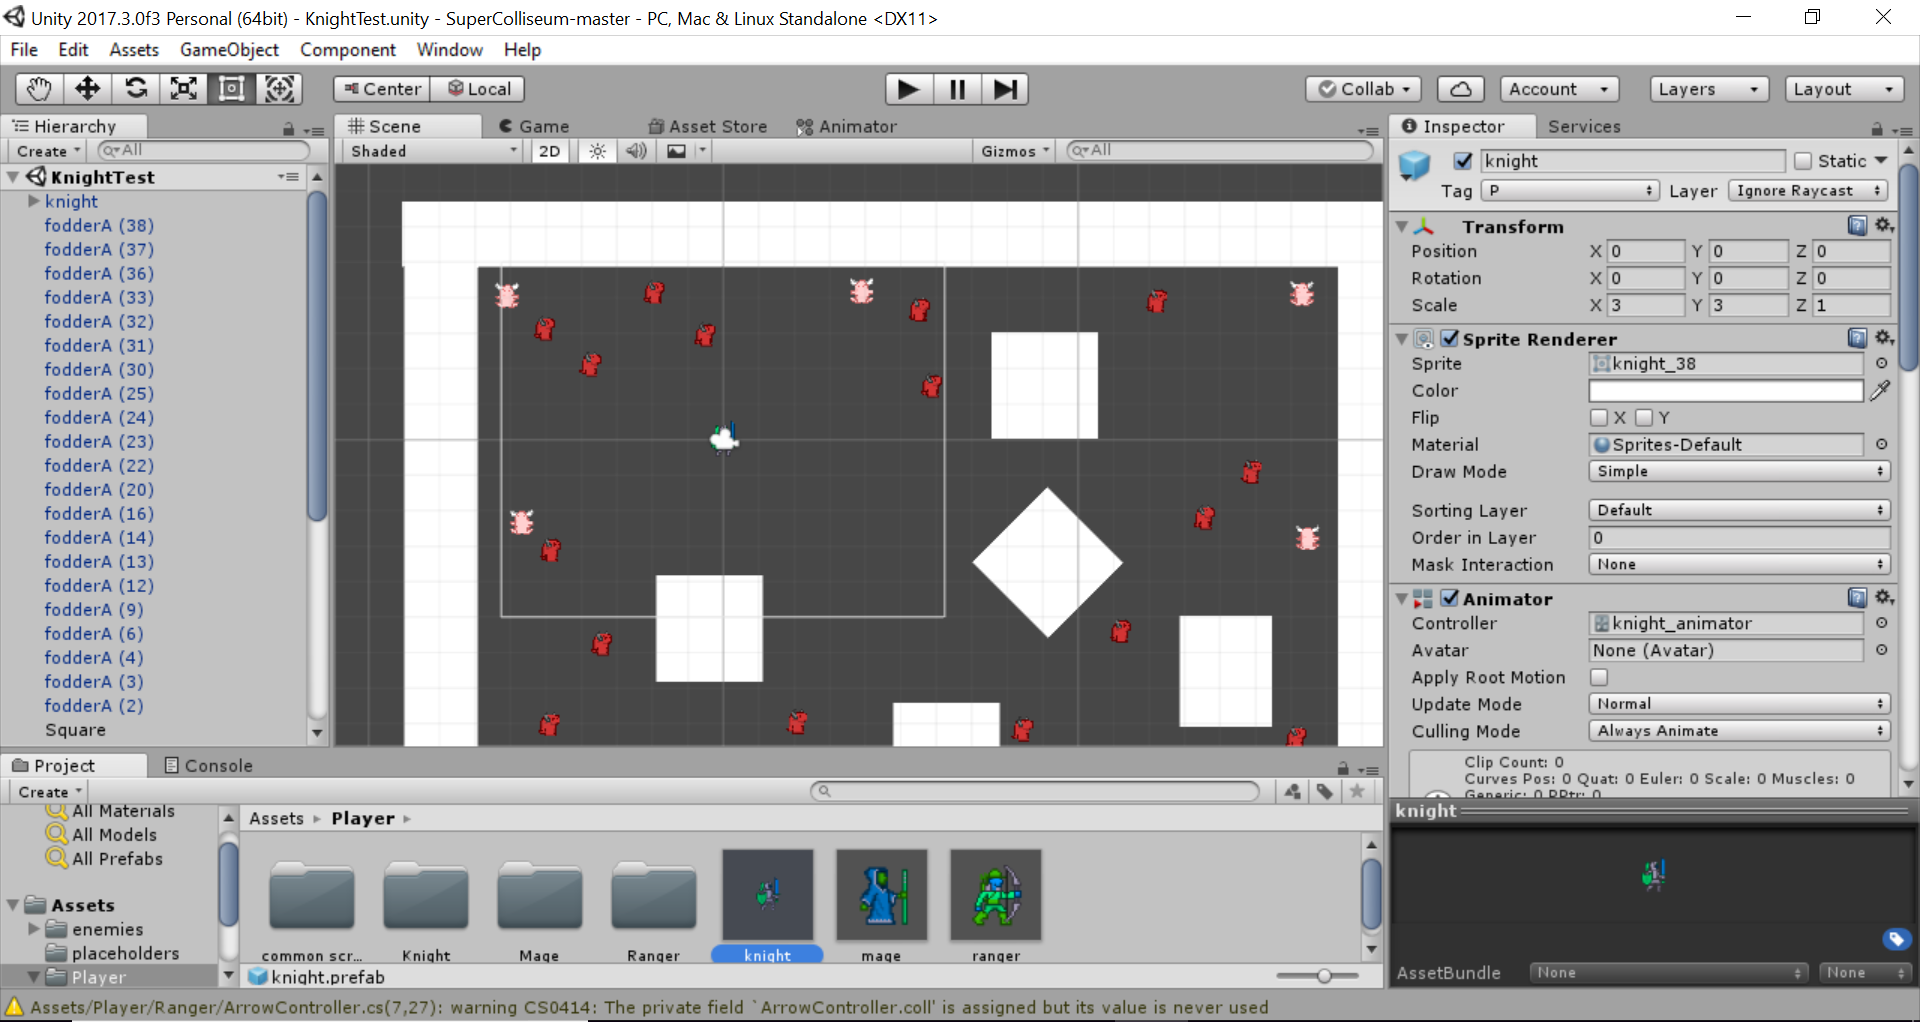 Unity 2017.3.0f3 Personal (64bit) - KnightTest.unity - SuperColliseum-master - PC, Mac & Linux Standalone <DX11>
File Edit Assets GameObject Component Window Help
Center Local Collab Account Layers Layout
Hierarchy
Create All
KnightTest
knight
fodderA (38)
fodderA (37)
fodderA (36)
fodderA (33)
fodderA (32)
fodderA (31)
fodderA (30)
fodderA (25)
fodderA (24)
fodderA (23)
fodderA (22)
fodderA (20)
fodderA (16)
fodderA (14)
fodderA (13)
fodderA (12)
fodderA (9)
fodderA (6)
fodderA (4)
fodderA (3)
fodderA (2)
Square
Scene Game Asset Store Animator
Shaded 2D Gizmos All
Inspector Services
knight Static
Tag P Layer Ignore Raycast
Transform
Position X 0 Y 0 Z 0
Rotation X 0 Y 0 Z 0
Scale X 3 Y 3 Z 1
Sprite Renderer
Sprite knight_38
Color
Flip X Y
Material Sprites-Default
Draw Mode Simple
Sorting Layer Default
Order in Layer 0
Mask Interaction None
Animator
Controller knight_animator
Avatar None (Avatar)
Apply Root Motion
Update Mode Normal
Culling Mode Always Animate
Clip Count: 0
Curves Pos: 0 Quat: 0 Euler: 0 Scale: 0 Muscles: 0
Generic: 0 PPtr: 0
knight
AssetBundle None None
Project Console
Create
All Materials
All Models
All Prefabs
Assets
enemies
placeholders
Player
Assets Player
common scr... Knight Mage Ranger knight mage ranger
knight.prefab
Assets/Player/Ranger/ArrowController.cs(7,27): warning CS0414: The private field `ArrowController.coll' is assigned but its value is never used